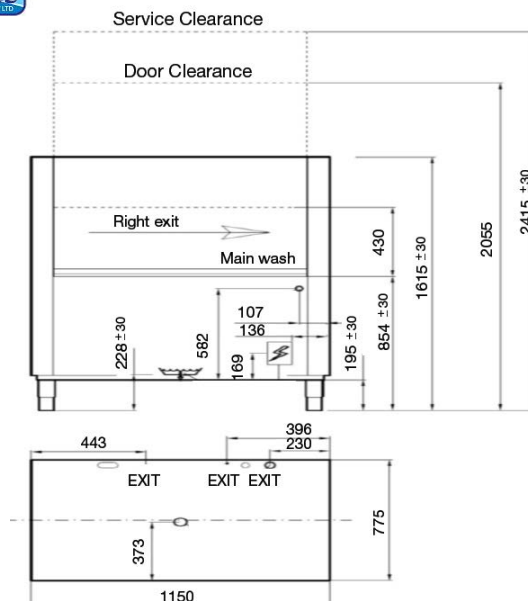 LTD
Service Clearance
Door Clearance
Right exit
Main wash
430
1615 ±30
2055
2415 ±30
107
136
582
169
228±30
195 ±30
854 ±30
443
396
230
EXIT
EXIT
EXIT
373
775
1150